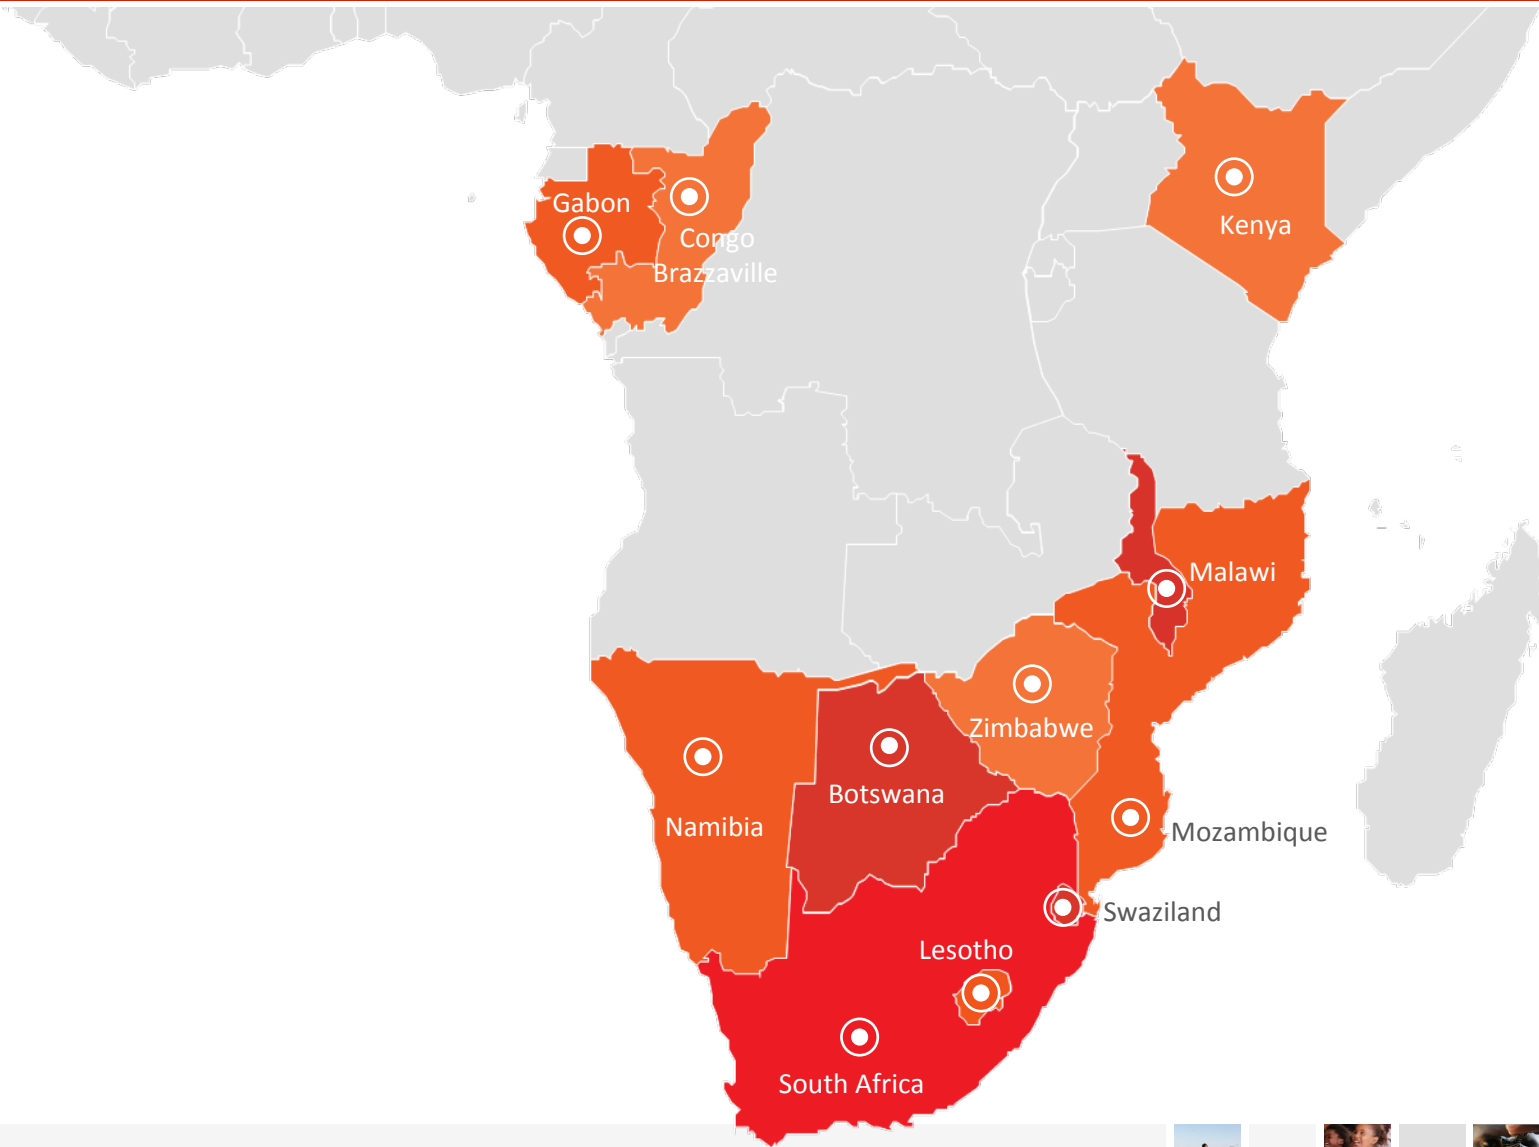 Gabon
Congo
Brazzaville
Kenya
Malawi
Zimbabwe
Botswana
Namibia
Mozambique
Swaziland
Lesotho
South Africa